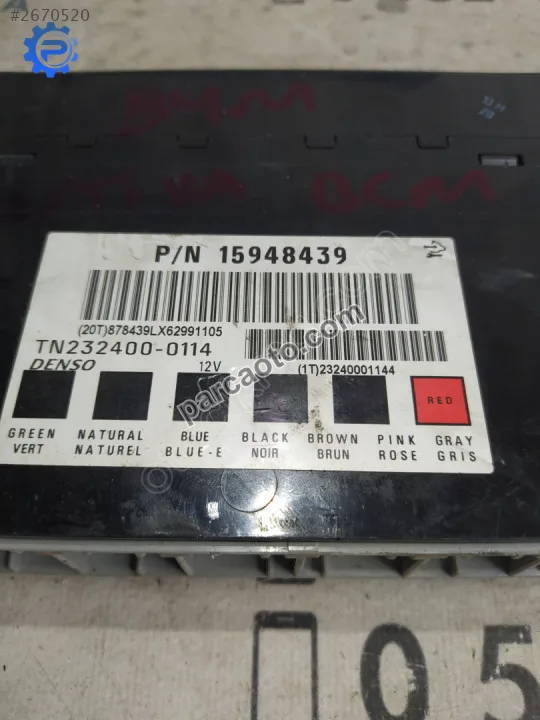 #2670520
BCM
P/N 15948439
(20T)878439LX62991105
TN232400-0114
DENSO
12V
(1T)23240001144
RED
GREEN NATURAL BLUE BLACK BROWN PINK GRAY
VERT NATUREL BLUE-E NOIR BRUN ROSE GRIS
parcaoto.com
05